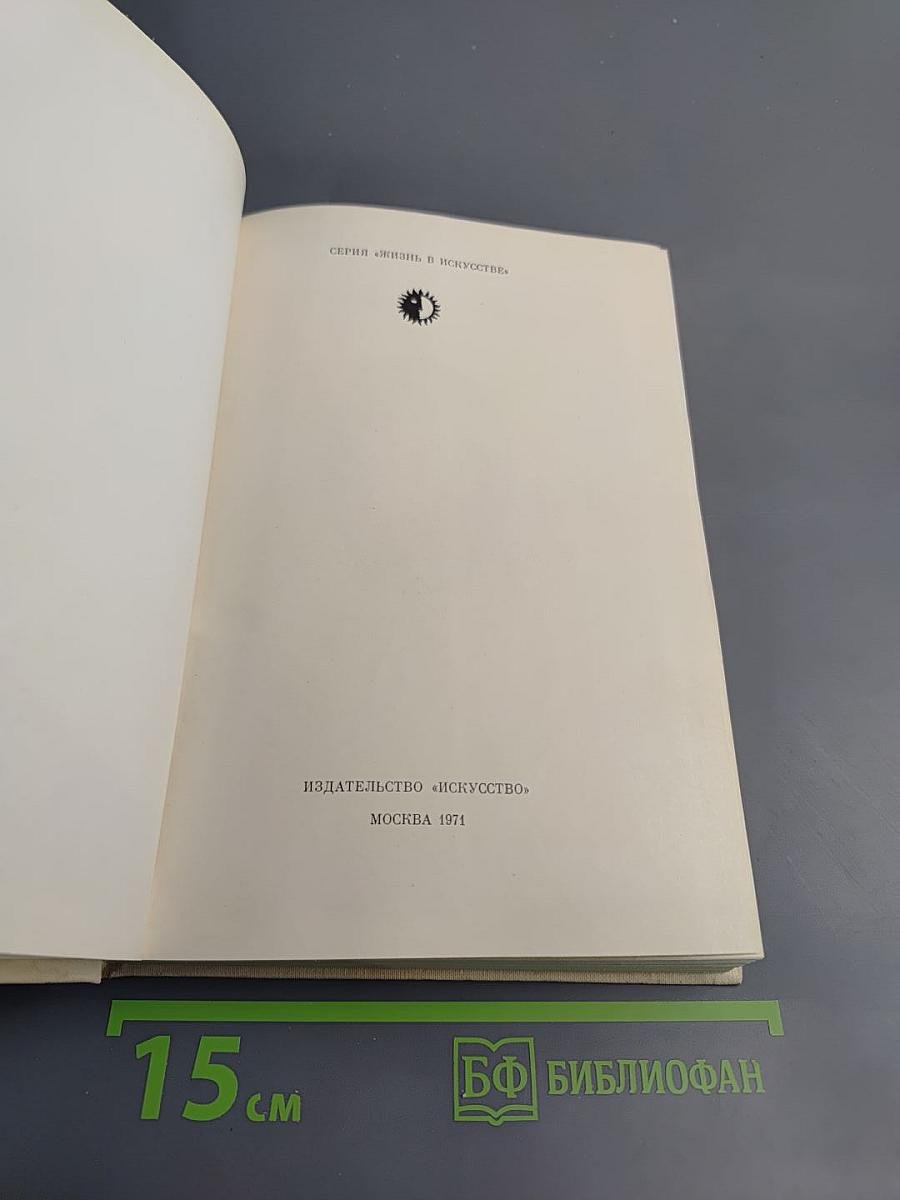 СЕРИЯ «ЖИЗНЬ В ИСКУССТВЕ»
ИЗДАТЕЛЬСТВО «ИСКУССТВО»
МОСКВА 1971
15 см
БФ БИБЛИОФАН